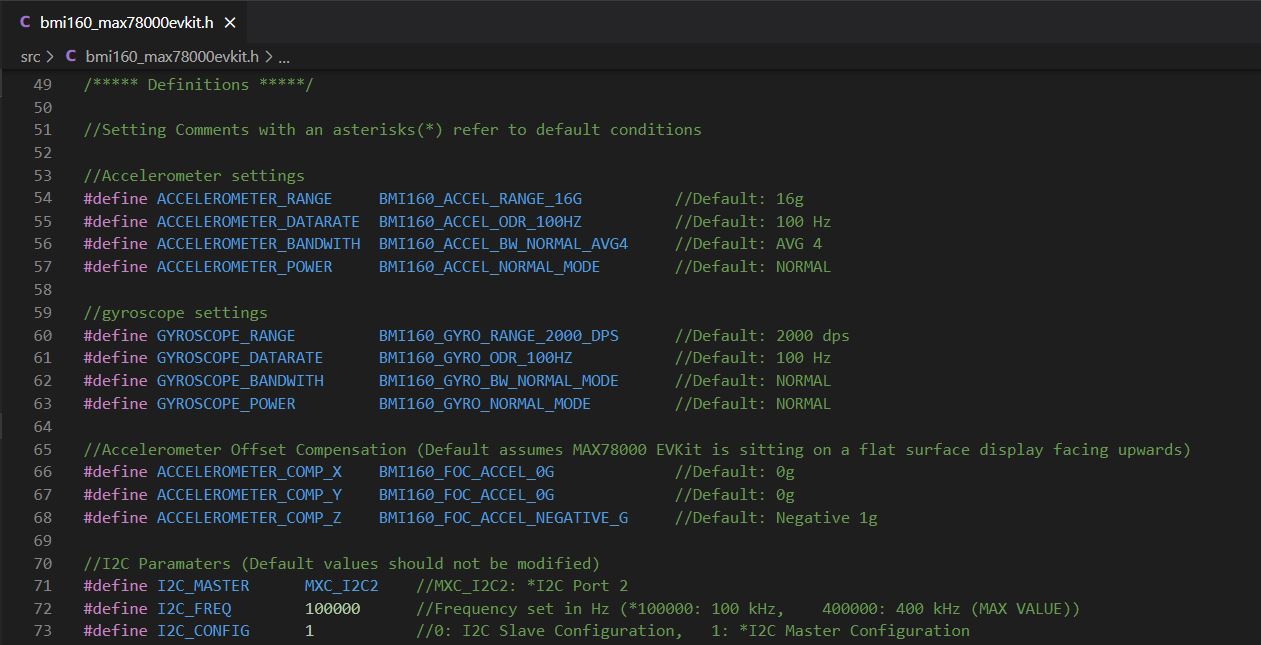 C bmi160_max78000evkit.h ×
src > C bmi160_max78000evkit.h > ...
49 /***** Definitions *****/
50
51 //Setting Comments with an asterisks(*) refer to default conditions
52
53 //Accelerometer settings
54 #define ACCELEROMETER_RANGE BMI160_ACCEL_RANGE_16G //Default: 16g
55 #define ACCELEROMETER_DATARATE BMI160_ACCEL_ODR_100HZ //Default: 100 Hz
56 #define ACCELEROMETER_BANDWITH BMI160_ACCEL_BW_NORMAL_AVG4 //Default: AVG 4
57 #define ACCELEROMETER_POWER BMI160_ACCEL_NORMAL_MODE //Default: NORMAL
58
59 //gyroscope settings
60 #define GYROSCOPE_RANGE BMI160_GYRO_RANGE_2000_DPS //Default: 2000 dps
61 #define GYROSCOPE_DATARATE BMI160_GYRO_ODR_100HZ //Default: 100 Hz
62 #define GYROSCOPE_BANDWITH BMI160_GYRO_BW_NORMAL_MODE //Default: NORMAL
63 #define GYROSCOPE_POWER BMI160_GYRO_NORMAL_MODE //Default: NORMAL
64
65 //Accelerometer Offset Compensation (Default assumes MAX78000 EVKit is sitting on a flat surface display facing upwards)
66 #define ACCELEROMETER_COMP_X BMI160_FOC_ACCEL_0G //Default: 0g
67 #define ACCELEROMETER_COMP_Y BMI160_FOC_ACCEL_0G //Default: 0g
68 #define ACCELEROMETER_COMP_Z BMI160_FOC_ACCEL_NEGATIVE_G //Default: Negative 1g
69
70 //I2C Paramaters (Default values should not be modified)
71 #define I2C_MASTER MXC_I2C2 //MXC_I2C2: *I2C Port 2
72 #define I2C_FREQ 100000 //Frequency set in Hz (*100000: 100 kHz, 400000: 400 kHz (MAX VALUE))
73 #define I2C_CONFIG 1 //0: I2C Slave Configuration, 1: *I2C Master Configuration